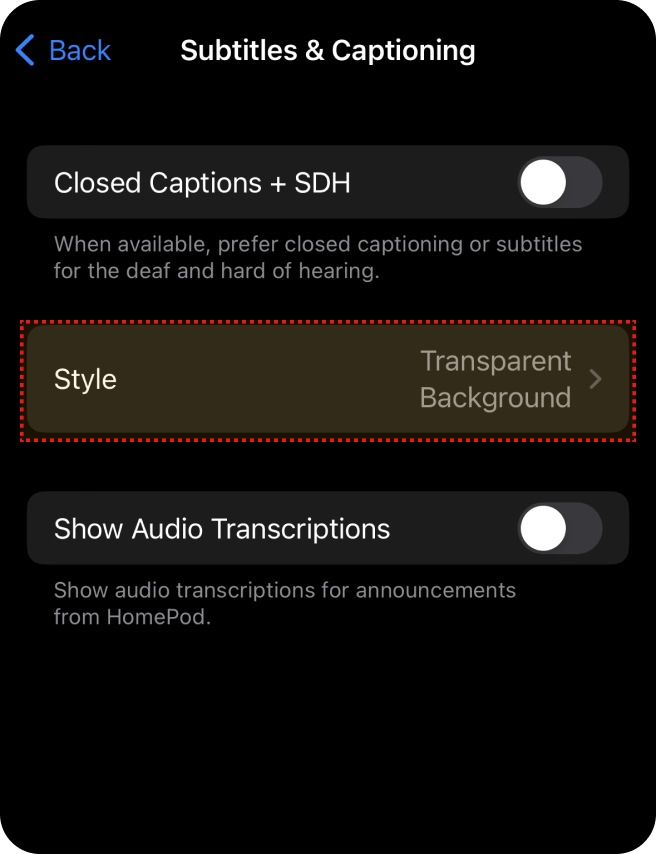 Back
Subtitles & Captioning
Closed Captions + SDH
When available, prefer closed captioning or subtitles
for the deaf and hard of hearing.
Style
Transparent
Background
Show Audio Transcriptions
Show audio transcriptions for announcements
from HomePod.